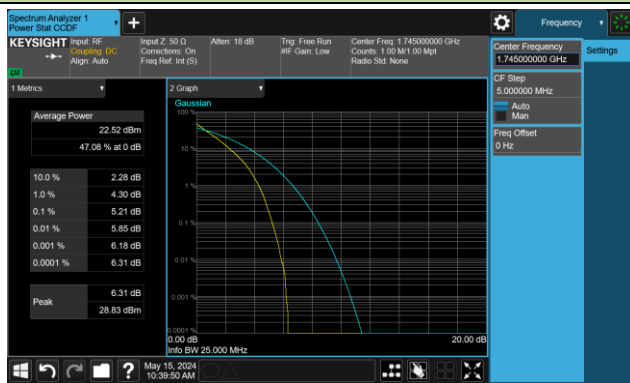 Spectrum Analyzer 1
Power Stat CCDF
Frequency
KEYSIGHT
Input: RF
Coupling: DC
Align: Auto
Input Z: 50 Ω
Corrections: On
Freq Ref: Int (S)
Atten: 18 dB
Trig: Free Run
#IF Gain: Low
Center Freq: 1.745000000 GHz
Counts: 1.00 M/1.00 Mpt
Radio Std: None
LVI
Center Frequency
1.745000000 GHz
Settings
CF Step
5.000000 MHz
Auto
Man
Freq Offset
0 Hz
1 Metrics
Average Power
22.52 dBm
47.08 % at 0 dB
10.0 % 2.28 dB
1.0 % 4.30 dB
0.1 % 5.21 dB
0.01 % 5.85 dB
0.001 % 6.18 dB
0.0001 % 6.31 dB
Peak
6.31 dB
28.83 dBm
2 Graph
Gaussian
100 %
10 %
1 %
0.1 %
0.01 %
0.001 %
0.0001 %
0.00 dB 20.00 dB
Info BW 25.000 MHz
?
May 15, 2024
10:39:50 AM